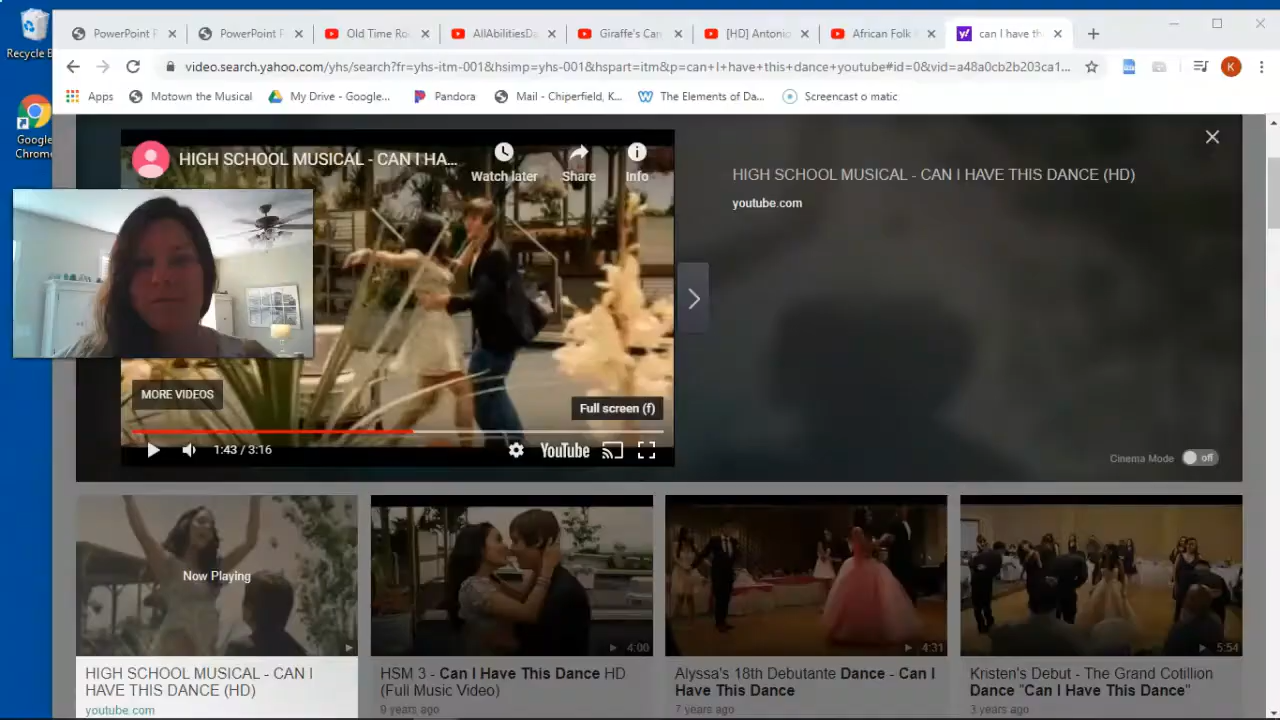 Recycle B
Google
Chrome
PowerPoint P
PowerPoint F
Old Time Ro
AllAbilitiesDa
Giraffe's Can
[HD] Antonio
African Folk
can I have th
video.search.yahoo.com/yhs/search?fr=yhs-itm-001&hsimp=yhs-001&hspart=itm&p=can+I+have+this+dance+youtube#id=0&vid=a48a0cb2b203ca1...
K
Apps
Motown the Musical
My Drive - Google...
Pandora
Mail - Chiperfield, K...
The Elements of Da...
Screencast o matic
HIGH SCHOOL MUSICAL - CAN I HA...
Watch later
Share
Info
HIGH SCHOOL MUSICAL - CAN I HAVE THIS DANCE (HD)
youtube.com
MORE VIDEOS
Full screen (f)
1:43 / 3:16
YouTube
Cinema Mode
off
Now Playing
4:00
4:31
5:54
HIGH SCHOOL MUSICAL - CAN I
HAVE THIS DANCE (HD)
youtube.com
HSM 3 - Can I Have This Dance HD
(Full Music Video)
9 years ago
Alyssa's 18th Debutante Dance - Can I
Have This Dance
7 years ago
Kristen's Debut - The Grand Cotillion
Dance "Can I Have This Dance"
3 years ago